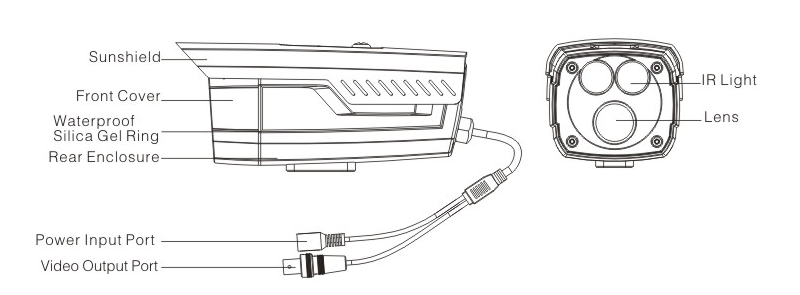 Sunshield
Front Cover
Waterproof
Silica Gel Ring
Rear Enclosure
Power Input Port
Video Output Port
IR Light
Lens